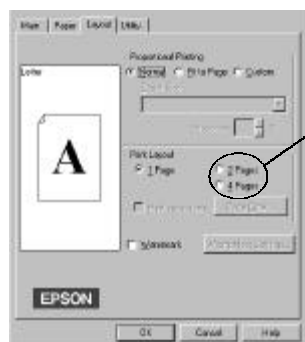 Main Paper Layout Utility
Letter
Proportional Printing
Normal Fit to Page Custom
A
Print Layout
1 Page 2 Pages
4 Pages
Watermark
EPSON
OK Cancel Help